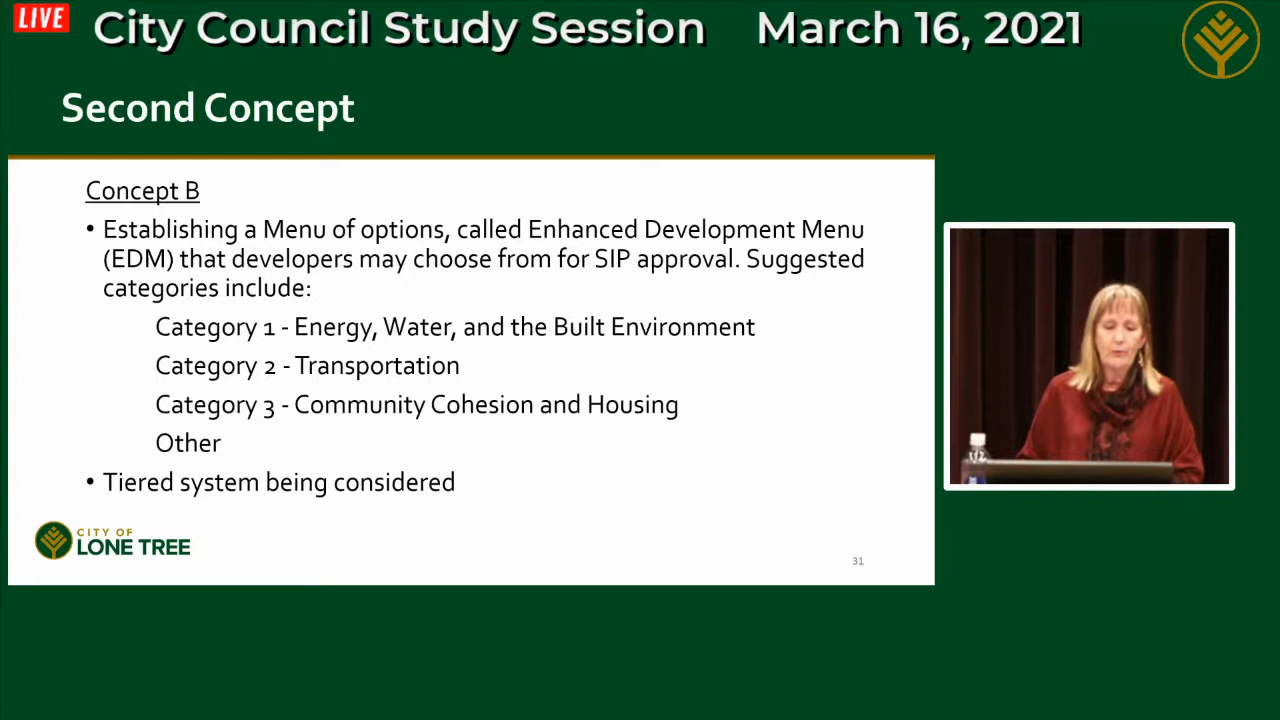 LIVE
City Council Study Session March 16, 2021
Second Concept
Concept B
• Establishing a Menu of options, called Enhanced Development Menu
(EDM) that developers may choose from for SIP approval. Suggested
categories include:
Category 1 - Energy, Water, and the Built Environment
Category 2 - Transportation
Category 3 - Community Cohesion and Housing
Other
• Tiered system being considered
CITY OF
LONE TREE
31